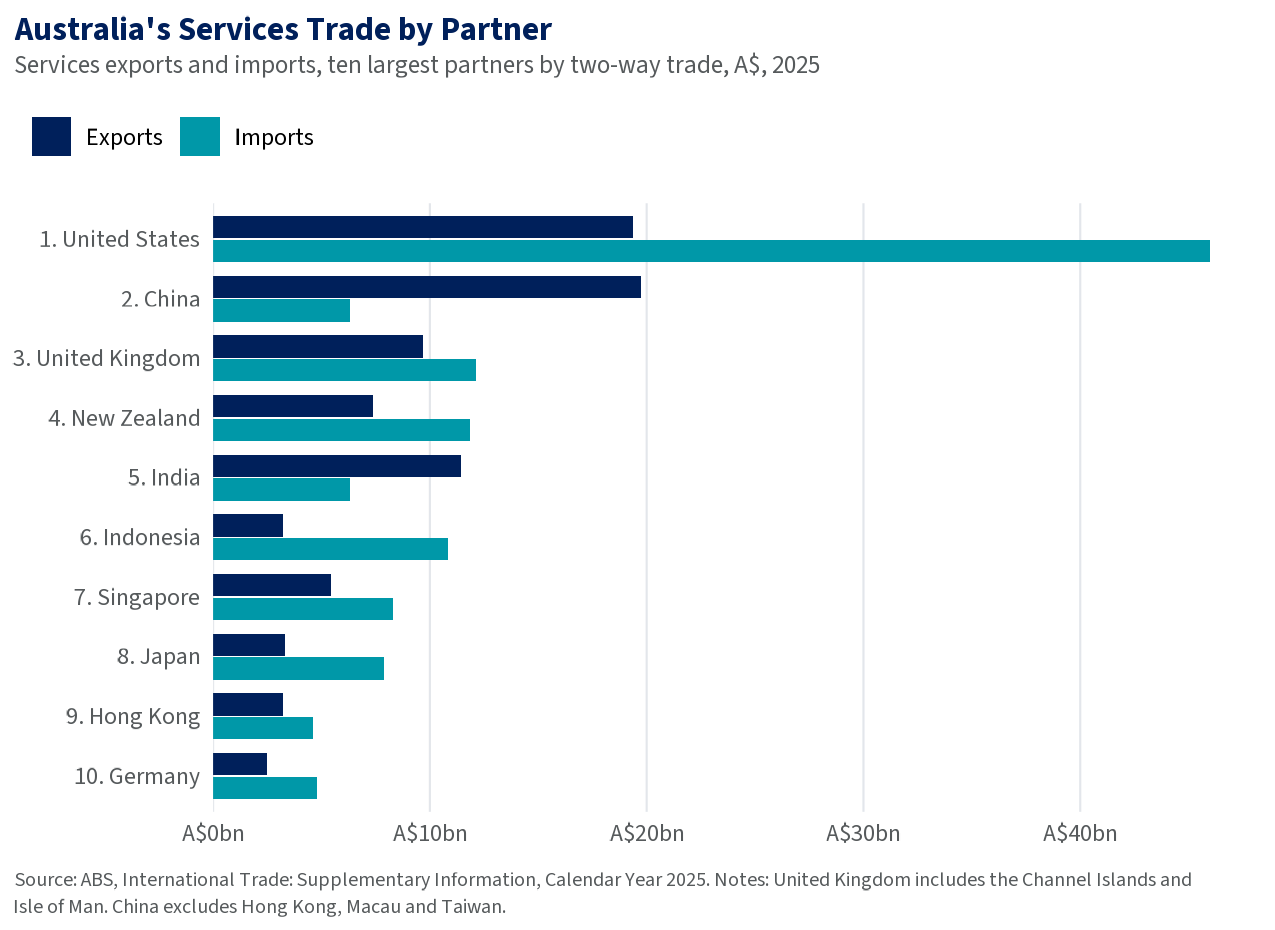 Australia's Services Trade by Partner
Services exports and imports, ten largest partners by two-way trade, A$, 2025
Exports
Imports
1. United States
2. China
3. United Kingdom
4. New Zealand
5. India
6. Indonesia
7. Singapore
8. Japan
9. Hong Kong
10. Germany
A$0bn
A$10bn
A$20bn
A$30bn
A$40bn
Source: ABS, International Trade: Supplementary Information, Calendar Year 2025. Notes: United Kingdom includes the Channel Islands and
Isle of Man. China excludes Hong Kong, Macau and Taiwan.